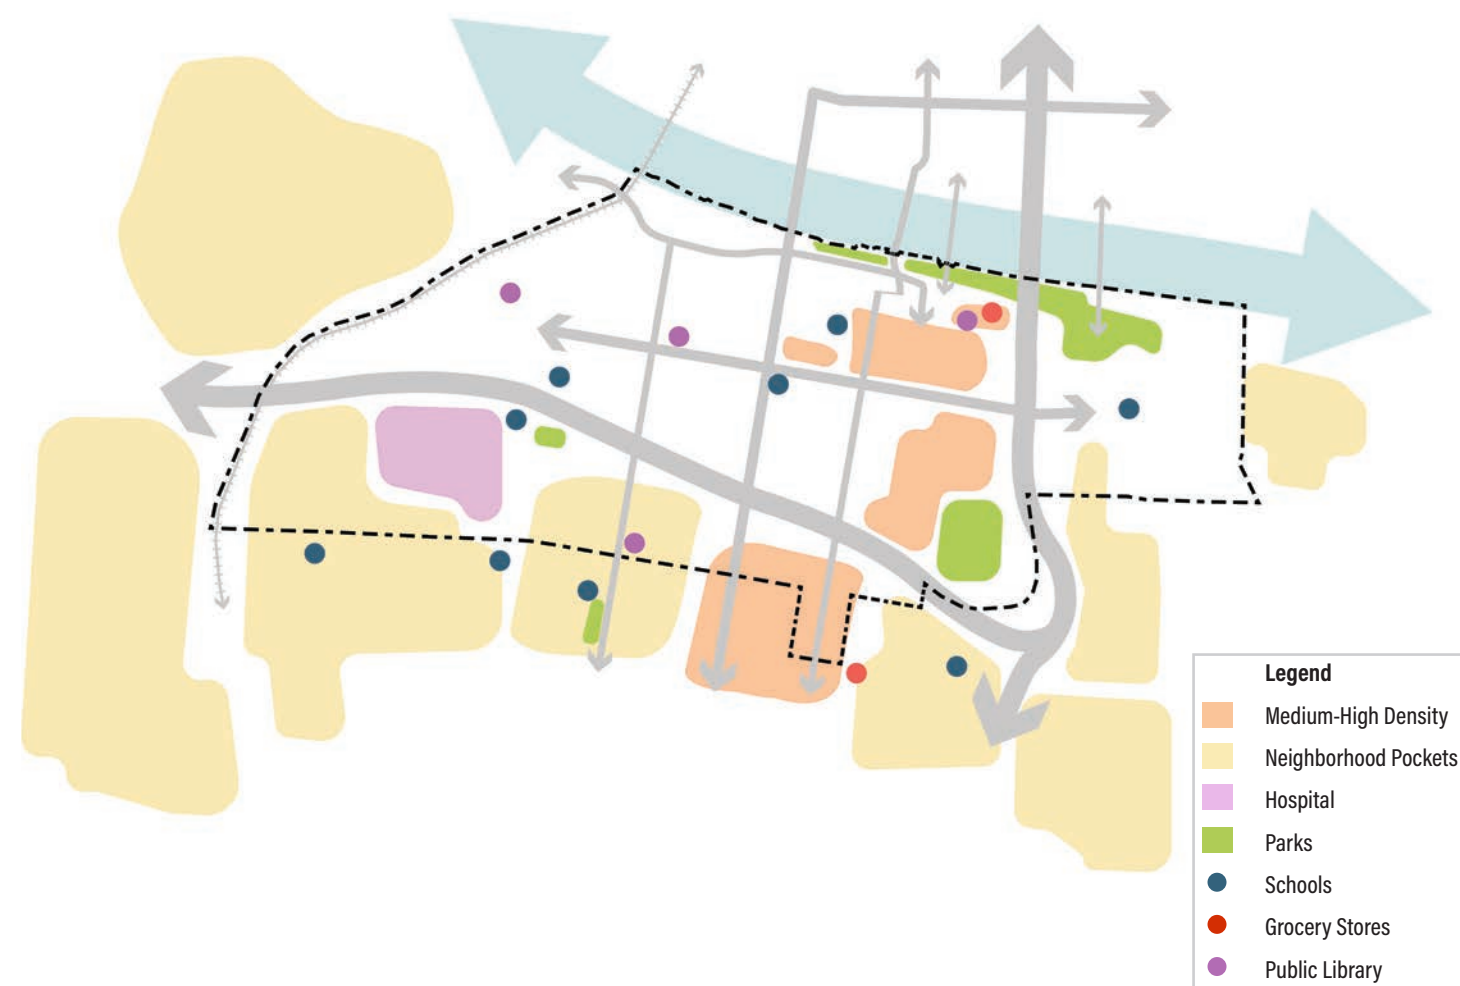 Legend
Medium-High Density
Neighborhood Pockets
Hospital
Parks
Schools
Grocery Stores
Public Library